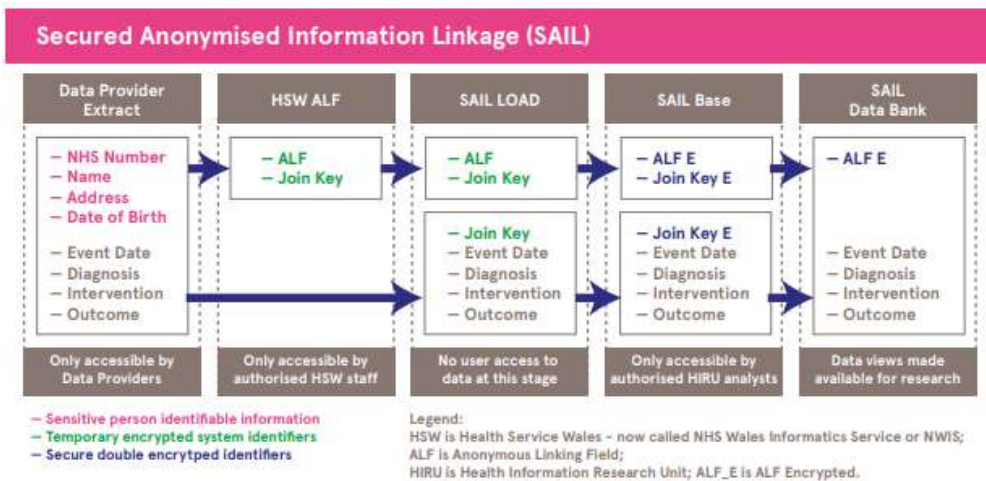 Secured Anonymised Information Linkage (SAIL)
Data Provider
Extract
– NHS Number
– Name
– Address
– Date of Birth
– Event Date
– Diagnosis
– Intervention
– Outcome
Only accessible by
Data Providers
HSW ALF
– ALF
– Join Key
Only accessible by
authorised HSW staff
SAIL LOAD
– ALF
– Join Key
– Join Key
– Event Date
– Diagnosis
– Intervention
– Outcome
No user access to
data at this stage
SAIL Base
– ALF E
– Join Key E
– Join Key E
– Event Date
– Diagnosis
– Intervention
– Outcome
Only accessible by
authorised HIRU analysts
SAIL
Data Bank
– ALF E
– Event Date
– Diagnosis
– Intervention
– Outcome
Data views made
available for research
– Sensitive person identifiable information
– Temporary encrypted system identifiers
– Secure double encrytped identifiers
Legend:
HSW is Health Service Wales - now called NHS Wales Informatics Service or NWIS;
ALF is Anonymous Linking Field;
HIRU is Health Information Research Unit; ALF_E is ALF Encrypted.